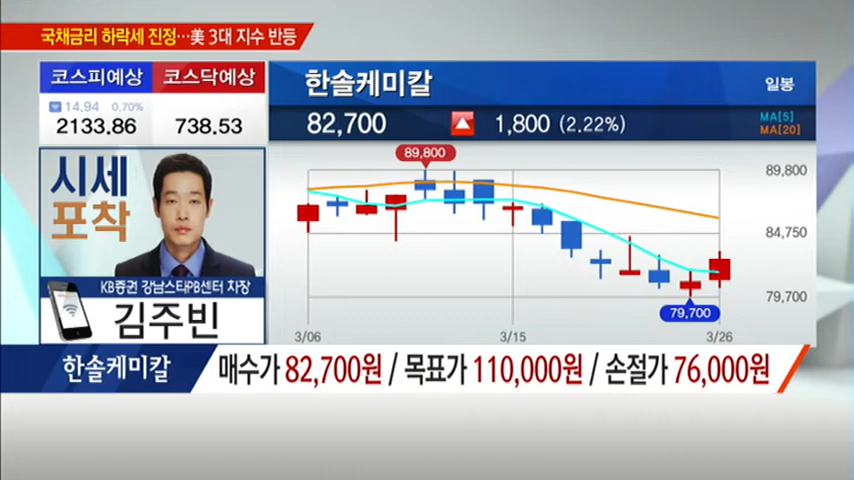 국채금리 하락세 진정…美 3대 지수 반등
코스피예상 코스닥예상
14.94 0,70%
2133.86 738.53
한솔케미칼 일봉
82,700 1,800 (2.22%)
MA[5]
MA[20]
시세
포착
KB증권 강남스타PB센터 차장
김주빈
89,800
89,800
84,750
79,700
79,700
3/06 3/15 3/26
한솔케미칼 매수가 82,700원 / 목표가 110,000원 / 손절가 76,000원